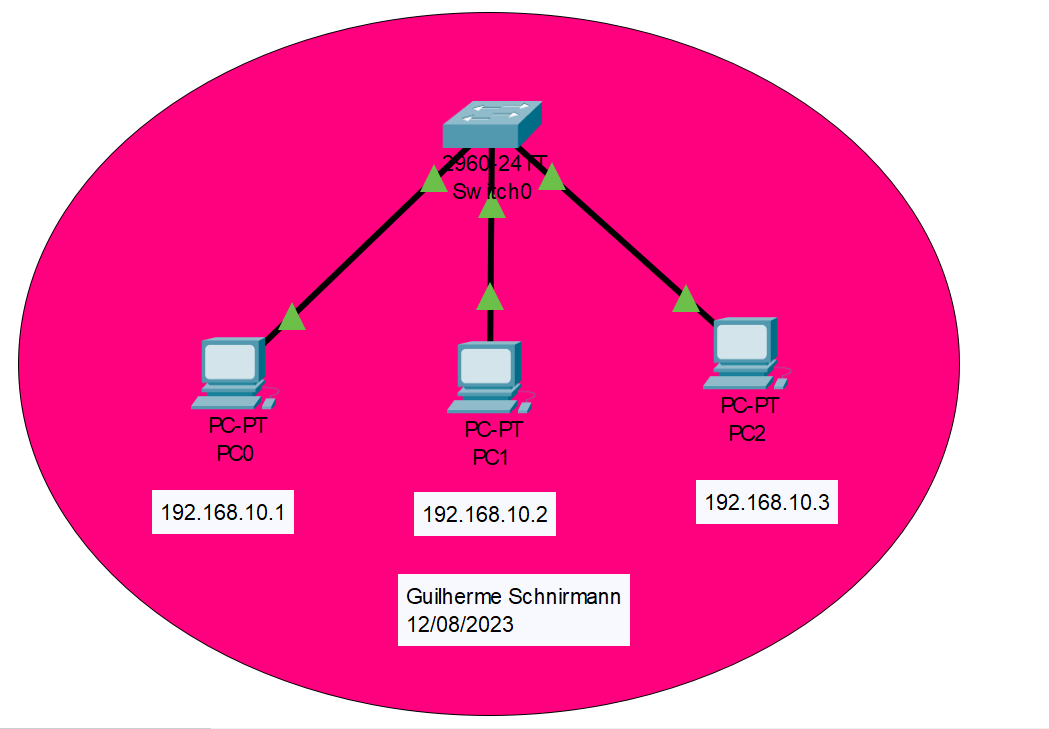 2960-24TT
Switch0
PC-PT
PC0
PC-PT
PC1
PC-PT
PC2
192.168.10.1
192.168.10.2
192.168.10.3
Guilherme Schnirmann
12/08/2023